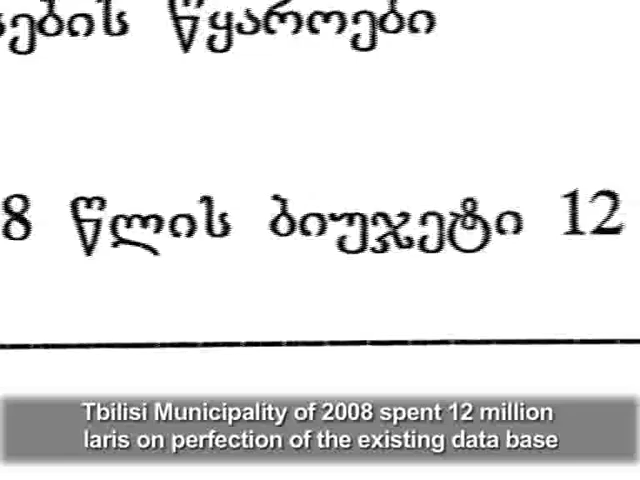 წყაროები
8 წლის ბიუჯეტი 12
Tbilisi Municipality of 2008 spent 12 million
laris on perfection of the existing data base